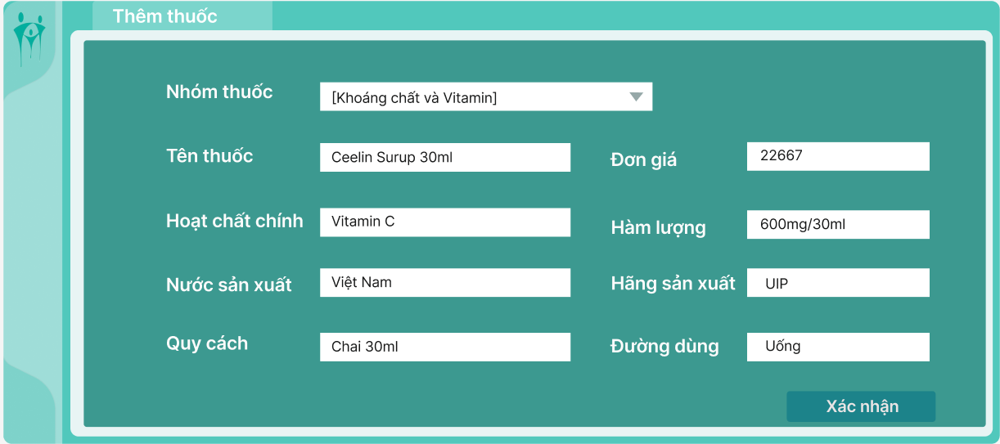 Thêm thuốc
Nhóm thuốc
[Khoáng chất và Vitamin]
Tên thuốc
Ceelin Surup 30ml
Đơn giá
22667
Hoạt chất chính
Vitamin C
Hàm lượng
600mg/30ml
Nước sản xuất
Việt Nam
Hãng sản xuất
UIP
Quy cách
Chai 30ml
Đường dùng
Uống
Xác nhận